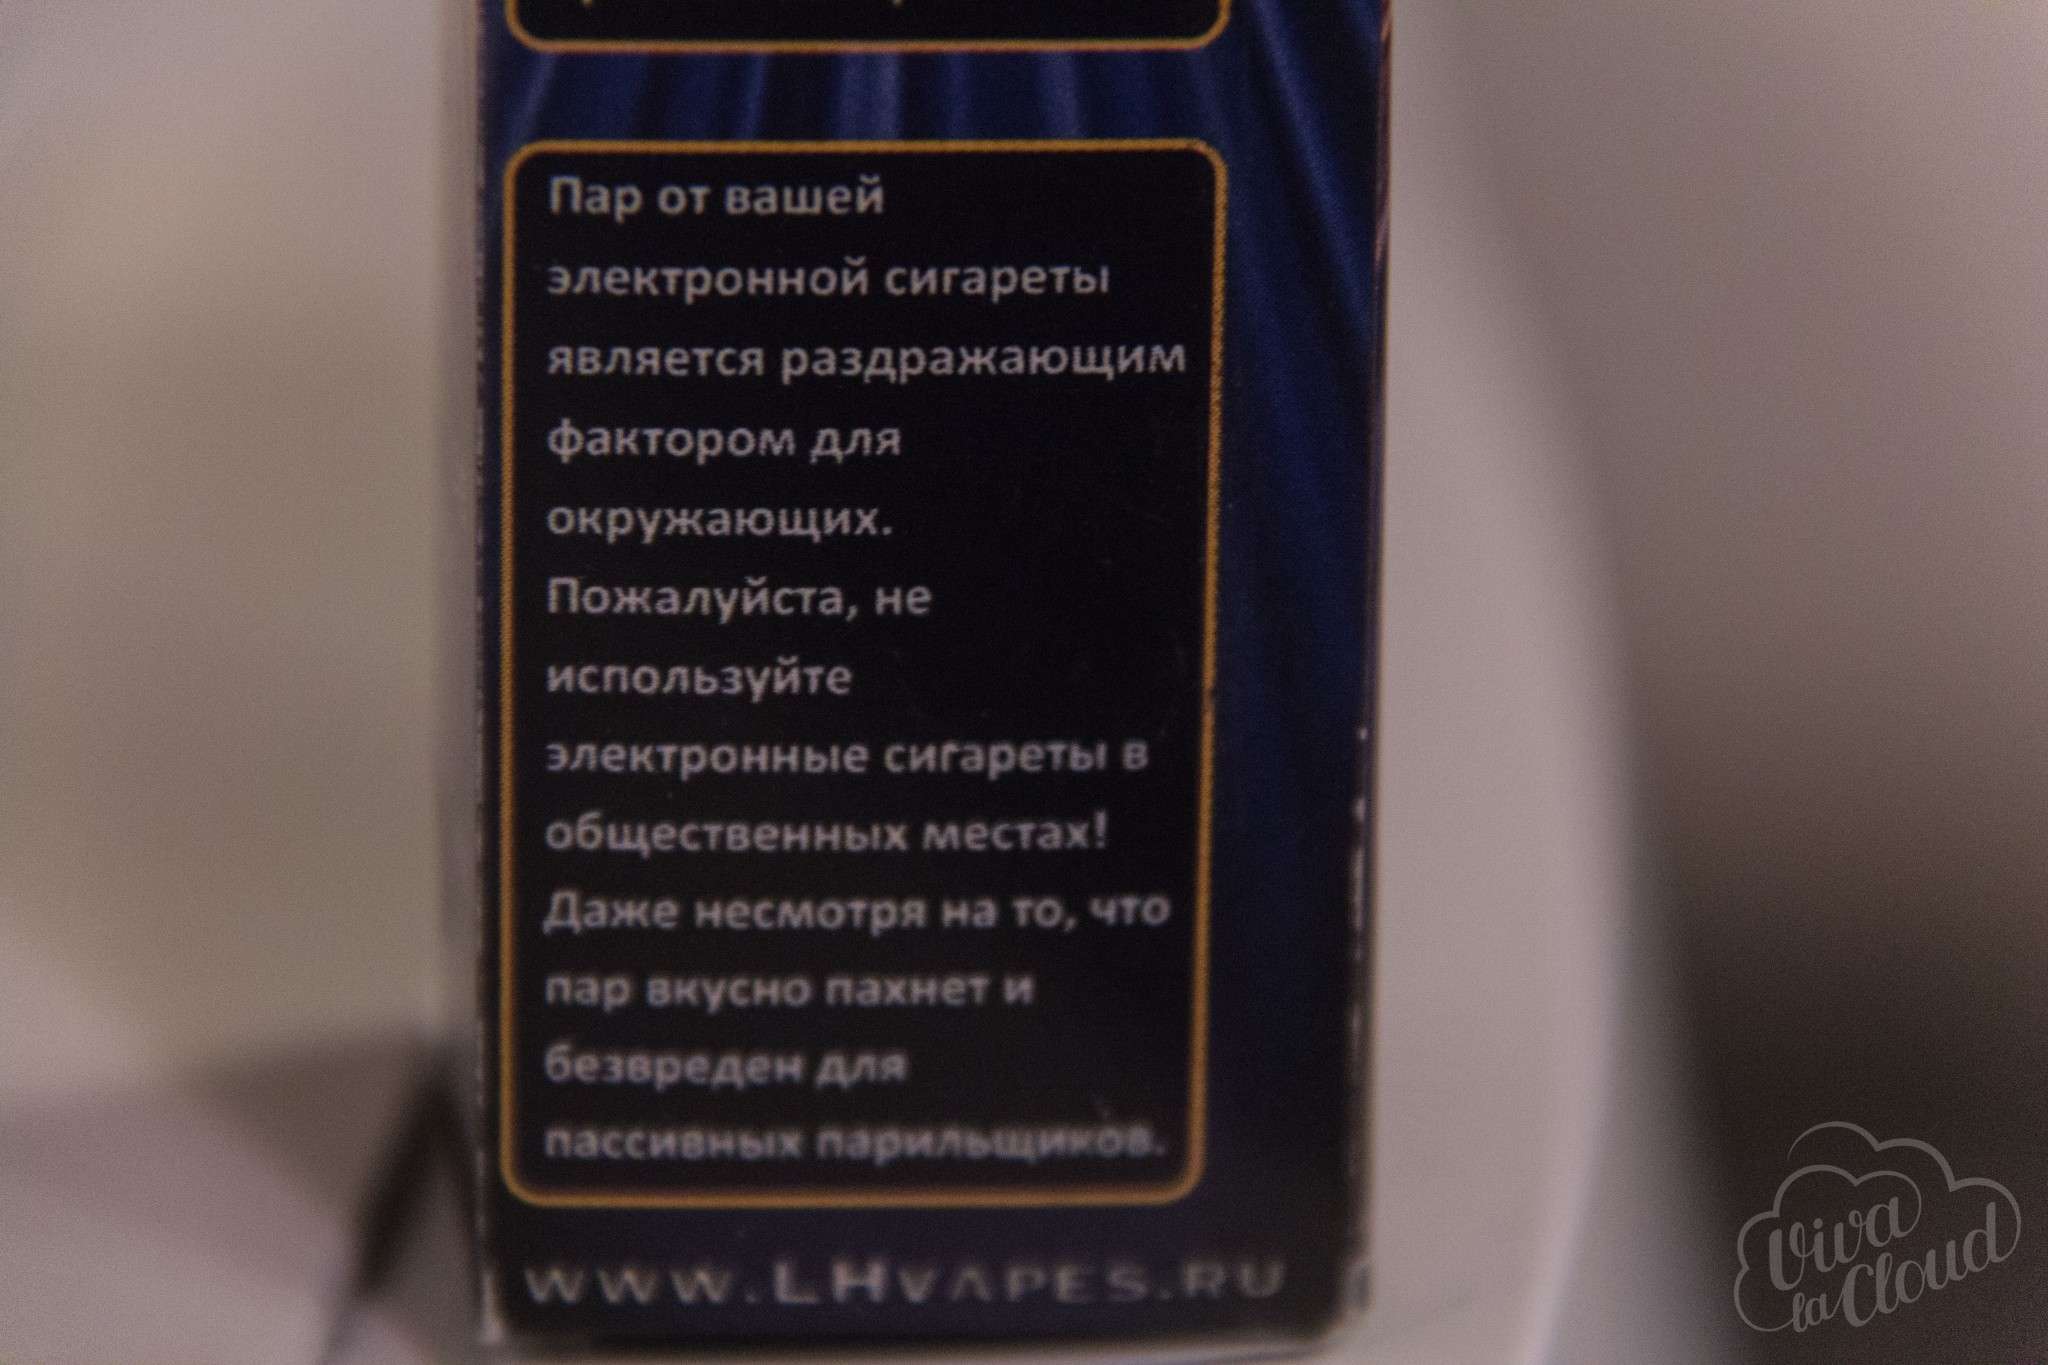 Пар от вашей
электронной сигареты
является раздражающим
фактором для
окружающих.
Пожалуйста, не
используйте
электронные сигареты в
общественных местах!
Даже несмотря на то, что
пар вкусно пахнет и
безвреден для
пассивных парильщиков.
WWW.LHVAPES.RU
Viva
la Cloud